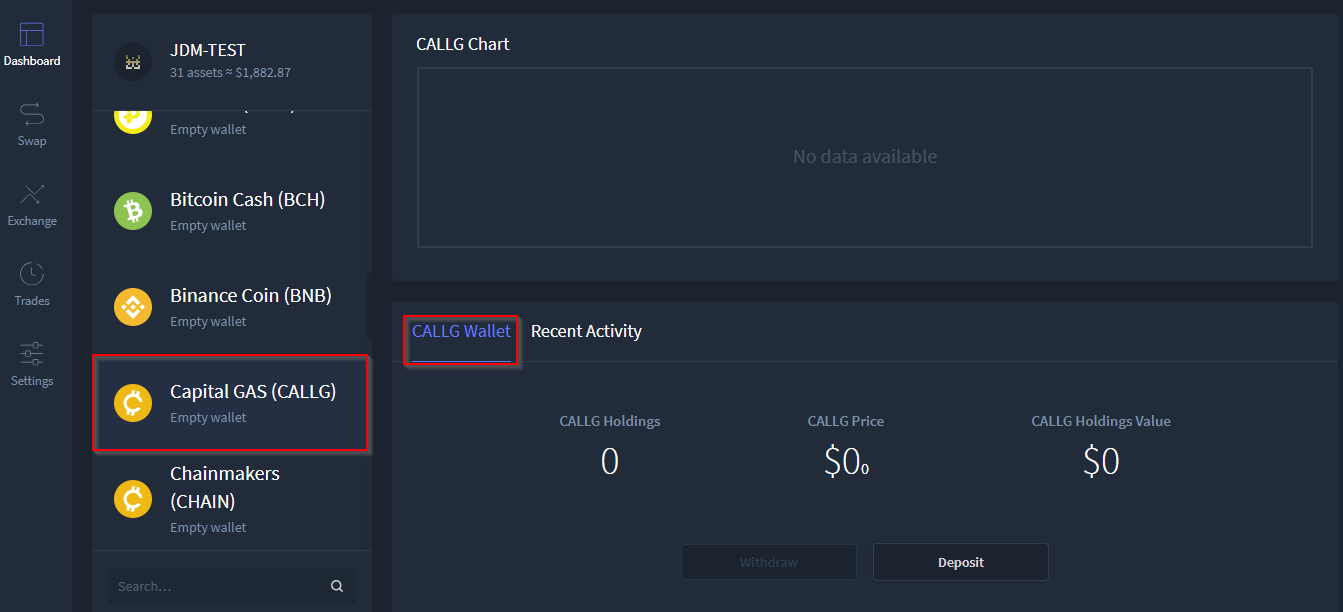 Dashboard
Swap
Exchange
Trades
Settings
JDM-TEST
31 assets ≈ $1,882.87
Empty wallet
Bitcoin Cash (BCH)
Empty wallet
Binance Coin (BNB)
Empty wallet
Capital GAS (CALLG)
Empty wallet
Chainmakers
(CHAIN)
Empty wallet
Search...
CALLG Chart
No data available
CALLG Wallet
Recent Activity
CALLG Holdings
0
CALLG Price
$0₀
CALLG Holdings Value
$0
Withdraw
Deposit